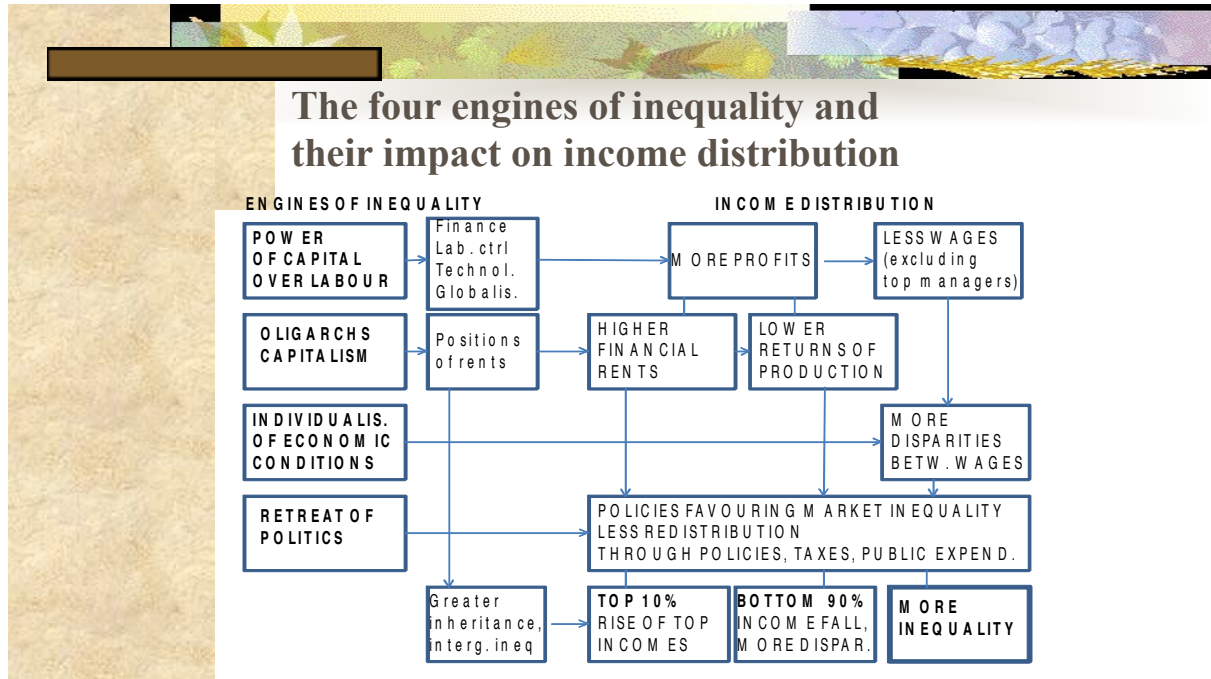 The four engines of inequality and
their impact on income distribution
ENGINES OF INEQUALITY
INCOME DISTRIBUTION
POWER
OF CAPITAL
OVER LABOUR
Finance
Lab. ctrl
Technol.
Globalis.
MORE PROFITS
LESS WAGES
(excluding
top managers)
OLIGARCHS
CAPITALISM
Positions
of rents
HIGHER
FINANCIAL
RENTS
LOWER
RETURNS OF
PRODUCTION
INDIVIDUALIS.
OF ECONOMIC
CONDITIONS
MORE
DISPARITIES
BETW. WAGES
RETREAT OF
POLITICS
POLICIES FAVOURING MARKET INEQUALITY
LESS REDISTRIBUTION
THROUGH POLICIES, TAXES, PUBLIC EXPEND.
Greater
inheritance,
interg. ineq
TOP 10%
RISE OF TOP
INCOMES
BOTTOM 90%
INCOME FALL,
MORE DISPAR.
MORE
INEQUALITY